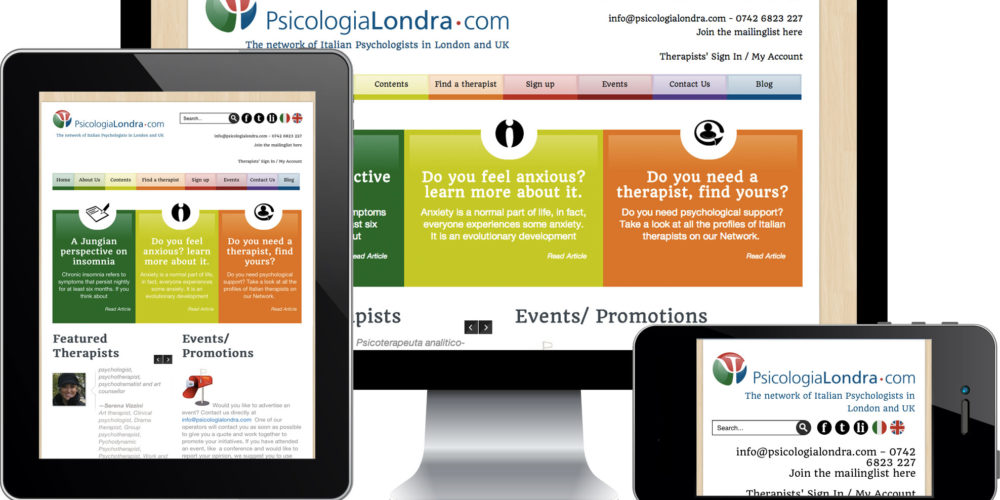 PsicologiaLondra.com
The network of Italian Psychologists in London and UK
info@psicologialondra.com - 0742 6823 227
Join the mailinglist here
Therapists' Sign In / My Account
Contents
Find a therapist
Sign up
Events
Contact Us
Blog
ctive
mptoms
ast six
out
Read Article
Do you feel anxious?
learn more about it.
Anxiety is a normal part of life, in fact,
everyone experiences some anxiety.
It is an evolutionary development
Read Article
Do you need a
therapist, find yours?
Do you need psychological support?
Take a look at all the profiles of Italian
therapists on our Network.
Read Article
pists
Psicoterapeuta analitico-
Events/ Promotions
PsicologiaLondra.com
The network of Italian Psychologists in London and UK
Search...
f t li
info@psicologialondra.com - 0742 6823 227
Join the mailinglist here
Therapists' Sign In / My Account
Home
About Us
Contents
Find a therapist
Sign up
Events
Contact Us
Blog
A Jungian
perspective on
insomnia
Chronic insomnia refers to
symptoms that persist nightly
for at least six months. If you
think about
Read Article
Do you feel
anxious? learn
more about it.
Anxiety is a normal part of life,
in fact, everyone experiences
some anxiety. It is an
evolutionary development
Read Article
Do you need a
therapist, find
yours?
Do you need psychological
support? Take a look at all the
profiles of Italian therapists on
our Network.
Read Article
Featured
Therapists
psychologist,
psychotherapist,
psychodramatist and art
counsellor
—Serena Vizzini
Art therapist, Clinical
psychologist, Drama
therapist, Group
psychotherapist,
Pychodynamic,
Psychotherapist,
Psychotherapist, Work and
Events/
Promotions
Would you like to advertise an
event? Contact us directly at
info@psicologialondra.com One of our
operators will contact you as soon as possible
to give you a quote and work together to
promote your initiatives. If you have attended
an event, like a conference and would like to
report your opinion, we suggest you to use
PsicologiaLondra.com
The network of Italian Psychologists in
London and UK
Search...
f t li
info@psicologialondra.com - 0742
6823 227
Join the mailinglist here
Therapists' Sign In / My Account